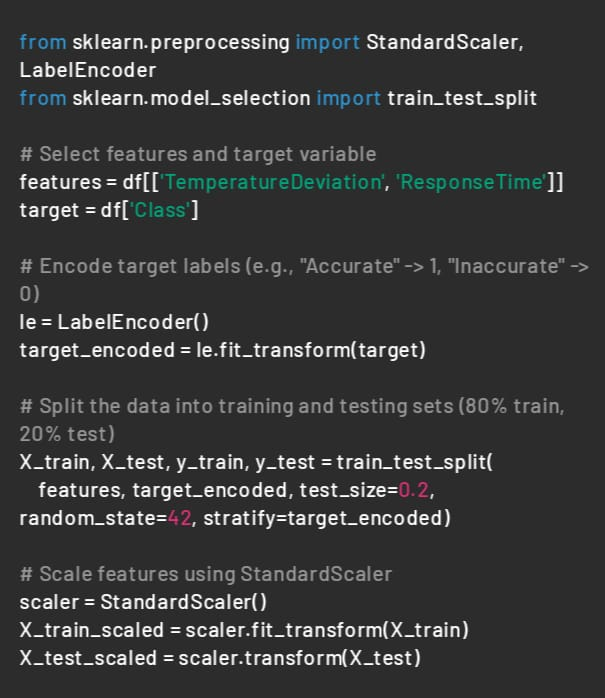 from sklearn.preprocessing import StandardScaler,
LabelEncoder
from sklearn.model_selection import train_test_split
# Select features and target variable
features = df[['TemperatureDeviation', 'ResponseTime']]
target = df['Class']
# Encode target labels (e.g., "Accurate" -> 1, "Inaccurate" ->
0)
le = LabelEncoder()
target_encoded = le.fit_transform(target)
# Split the data into training and testing sets (80% train,
20% test)
X_train, X_test, y_train, y_test = train_test_split(
    features, target_encoded, test_size=0.2,
random_state=42, stratify=target_encoded)
# Scale features using StandardScaler
scaler = StandardScaler()
X_train_scaled = scaler.fit_transform(X_train)
X_test_scaled = scaler.transform(X_test)